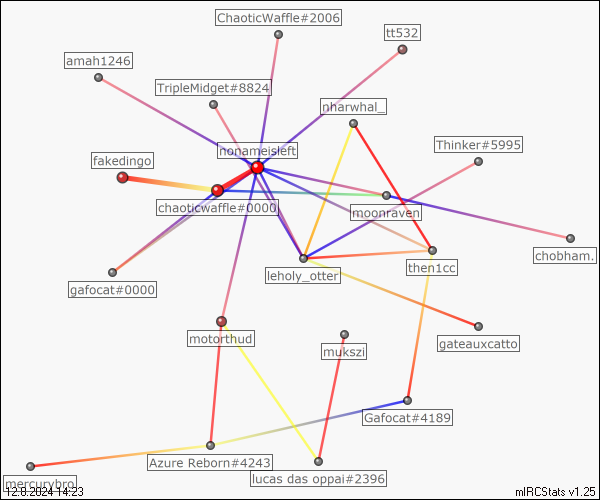 ChaoticWaffle#2006
tt532
amah1246
TripleMidget#8824
nharwhal_
Thinker#5995
nonameisleft
fakedingo
chaoticwaffle#0000
moonraven
chobham.
leholy_otter
then1cc
gafocat#0000
motorthud
gateauxcatto
mukszi
Gafocat#4189
Azure Reborn#4243
lucas das oppai#2396
mercurybro
12.8.2024 14:23
mIRCStats v1.25